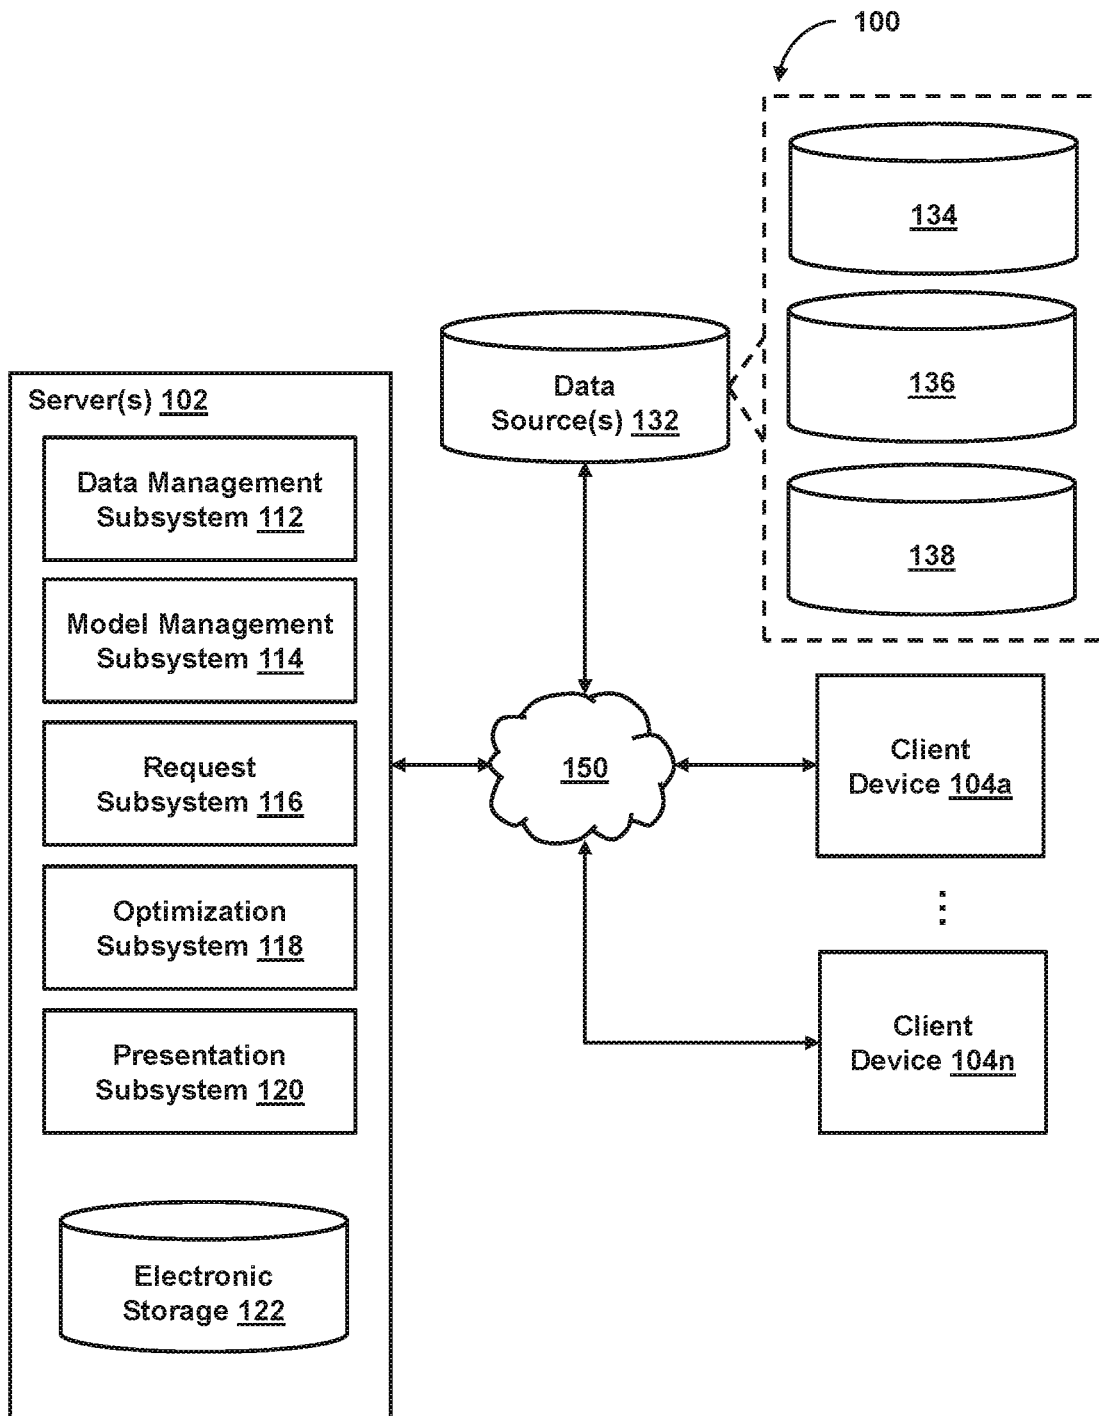 100
134
136
138
Data
Source(s) 132
Server(s) 102
Data Management
Subsystem 112
Model Management
Subsystem 114
Request
Subsystem 116
Optimization
Subsystem 118
Presentation
Subsystem 120
Electronic
Storage 122
150
Client
Device 104a
Client
Device 104n